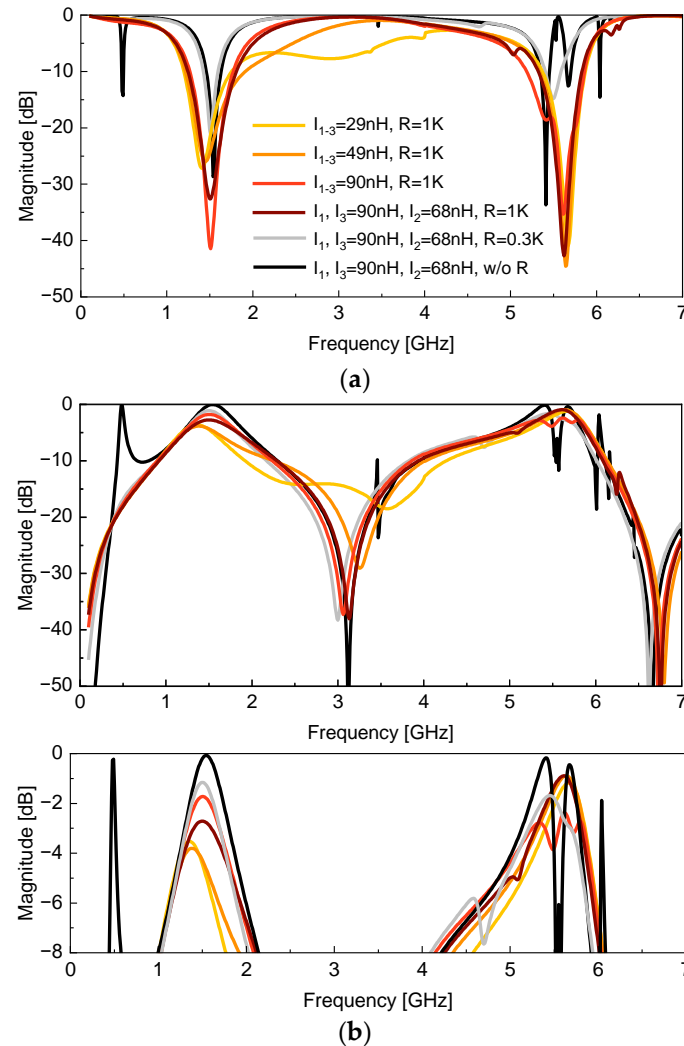 0
−10
−20
−30
−40
−50
Magnitude [dB]
I₁₋₃=29nH, R=1K
I₁₋₃=49nH, R=1K
I₁₋₃=90nH, R=1K
I₁, I₃=90nH, I₂=68nH, R=1K
I₁, I₃=90nH, I₂=68nH, R=0.3K
I₁, I₃=90nH, I₂=68nH, w/o R
0 1 2 3 4 5 6 7
Frequency [GHz]
(a)
0
−10
−20
−30
−40
−50
Magnitude [dB]
0 1 2 3 4 5 6 7
Frequency [GHz]
0
−2
−4
−6
−8
Magnitude [dB]
0 1 2 3 4 5 6 7
Frequency [GHz]
(b)